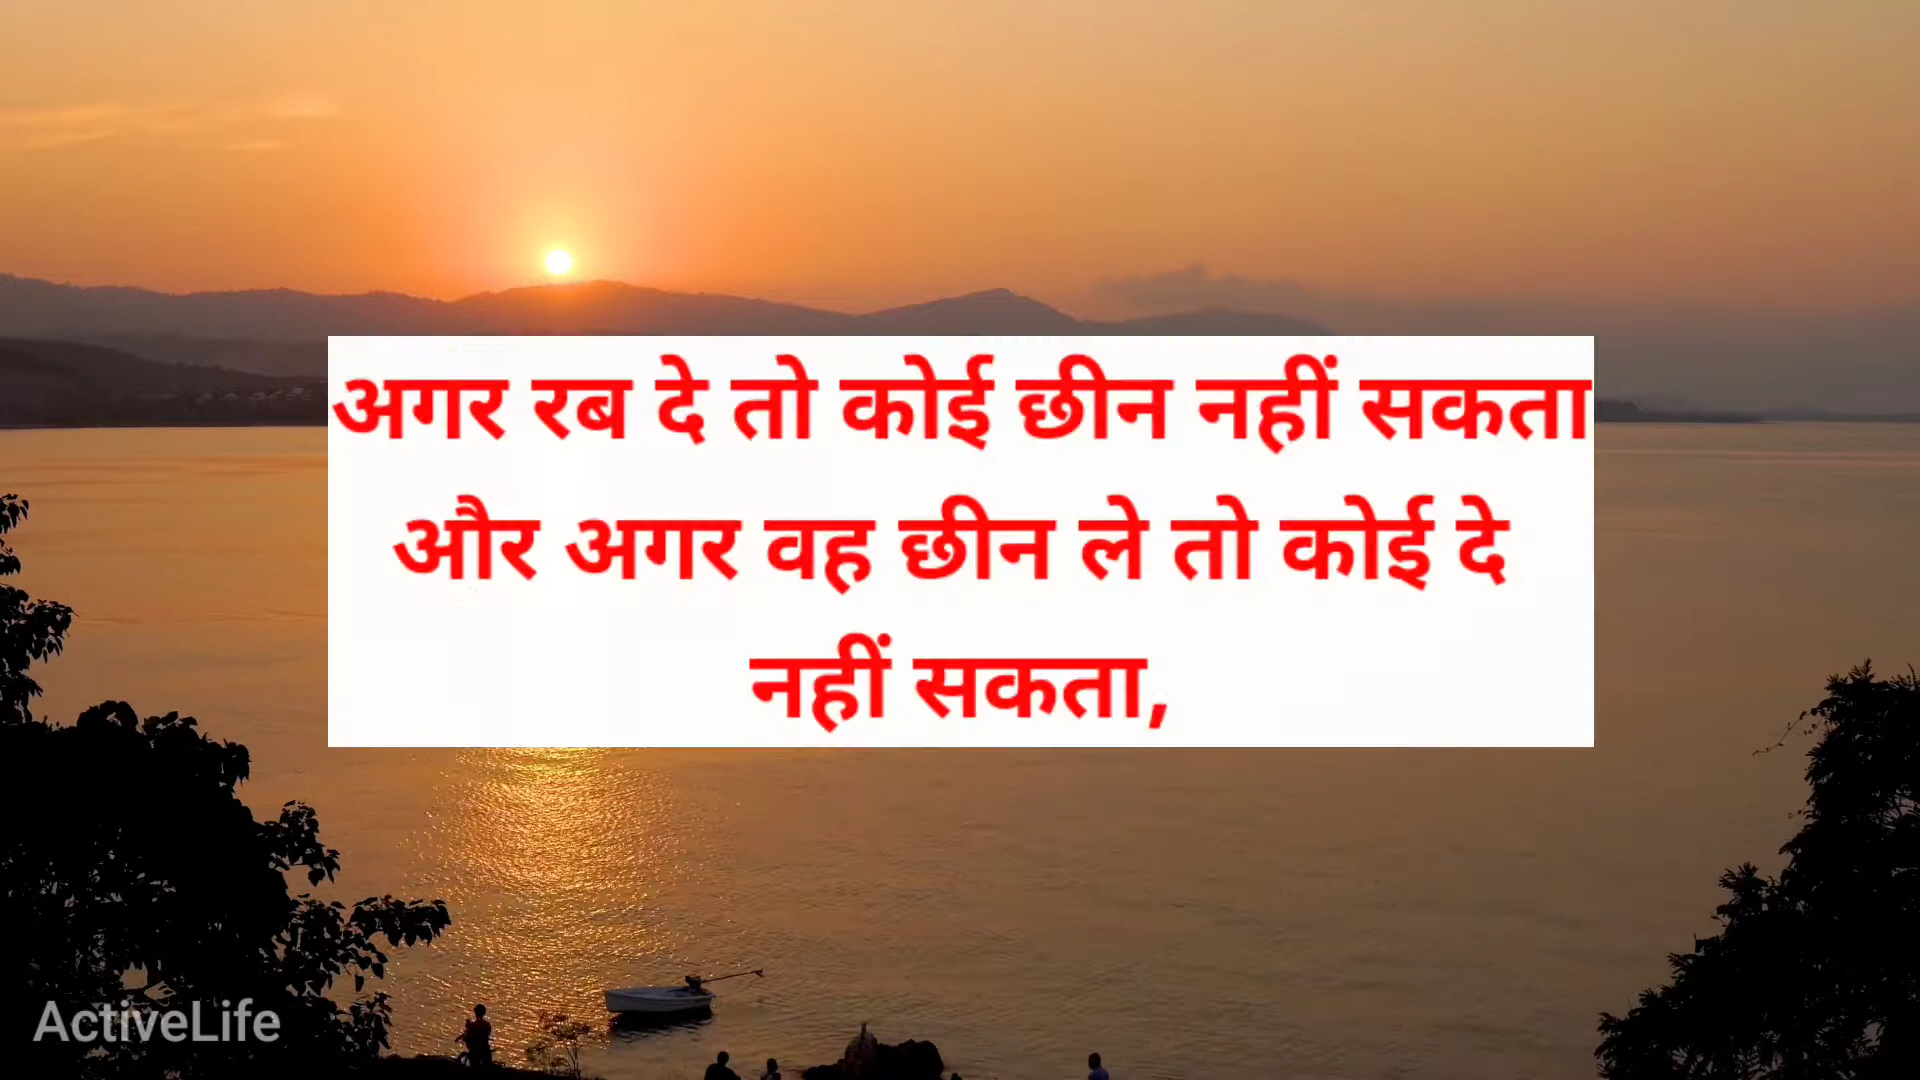 अगर रब दे तो कोई छीन नहीं सकता
और अगर वह छीन ले तो कोई दे
नहीं सकता,
ActiveLife